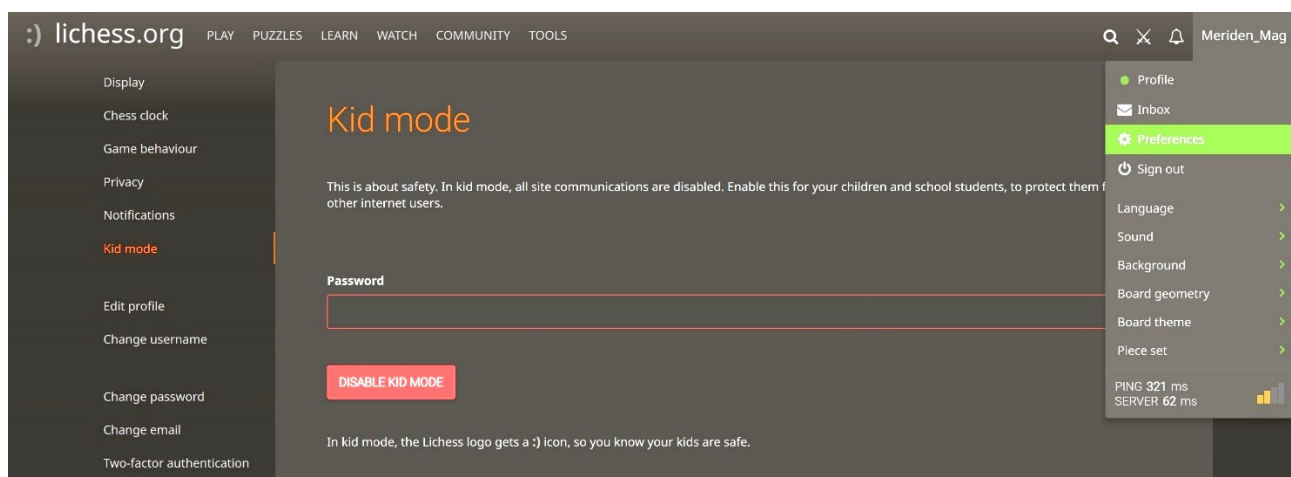 :) lichess.org PLAY PUZZLES LEARN WATCH COMMUNITY TOOLS Meriden_Mag
Display
Chess clock
Game behaviour
Privacy
Notifications
Kid mode
Edit profile
Change username
Change password
Change email
Two-factor authentication
Kid mode
This is about safety. In kid mode, all site communications are disabled. Enable this for your children and school students, to protect them
other internet users.
Password
DISABLE KID MODE
In kid mode, the Lichess logo gets a :) icon, so you know your kids are safe.
Profile
Inbox
Preferences
Sign out
Language
Sound
Background
Board geometry
Board theme
Piece set
PING 321 ms
SERVER 62 ms